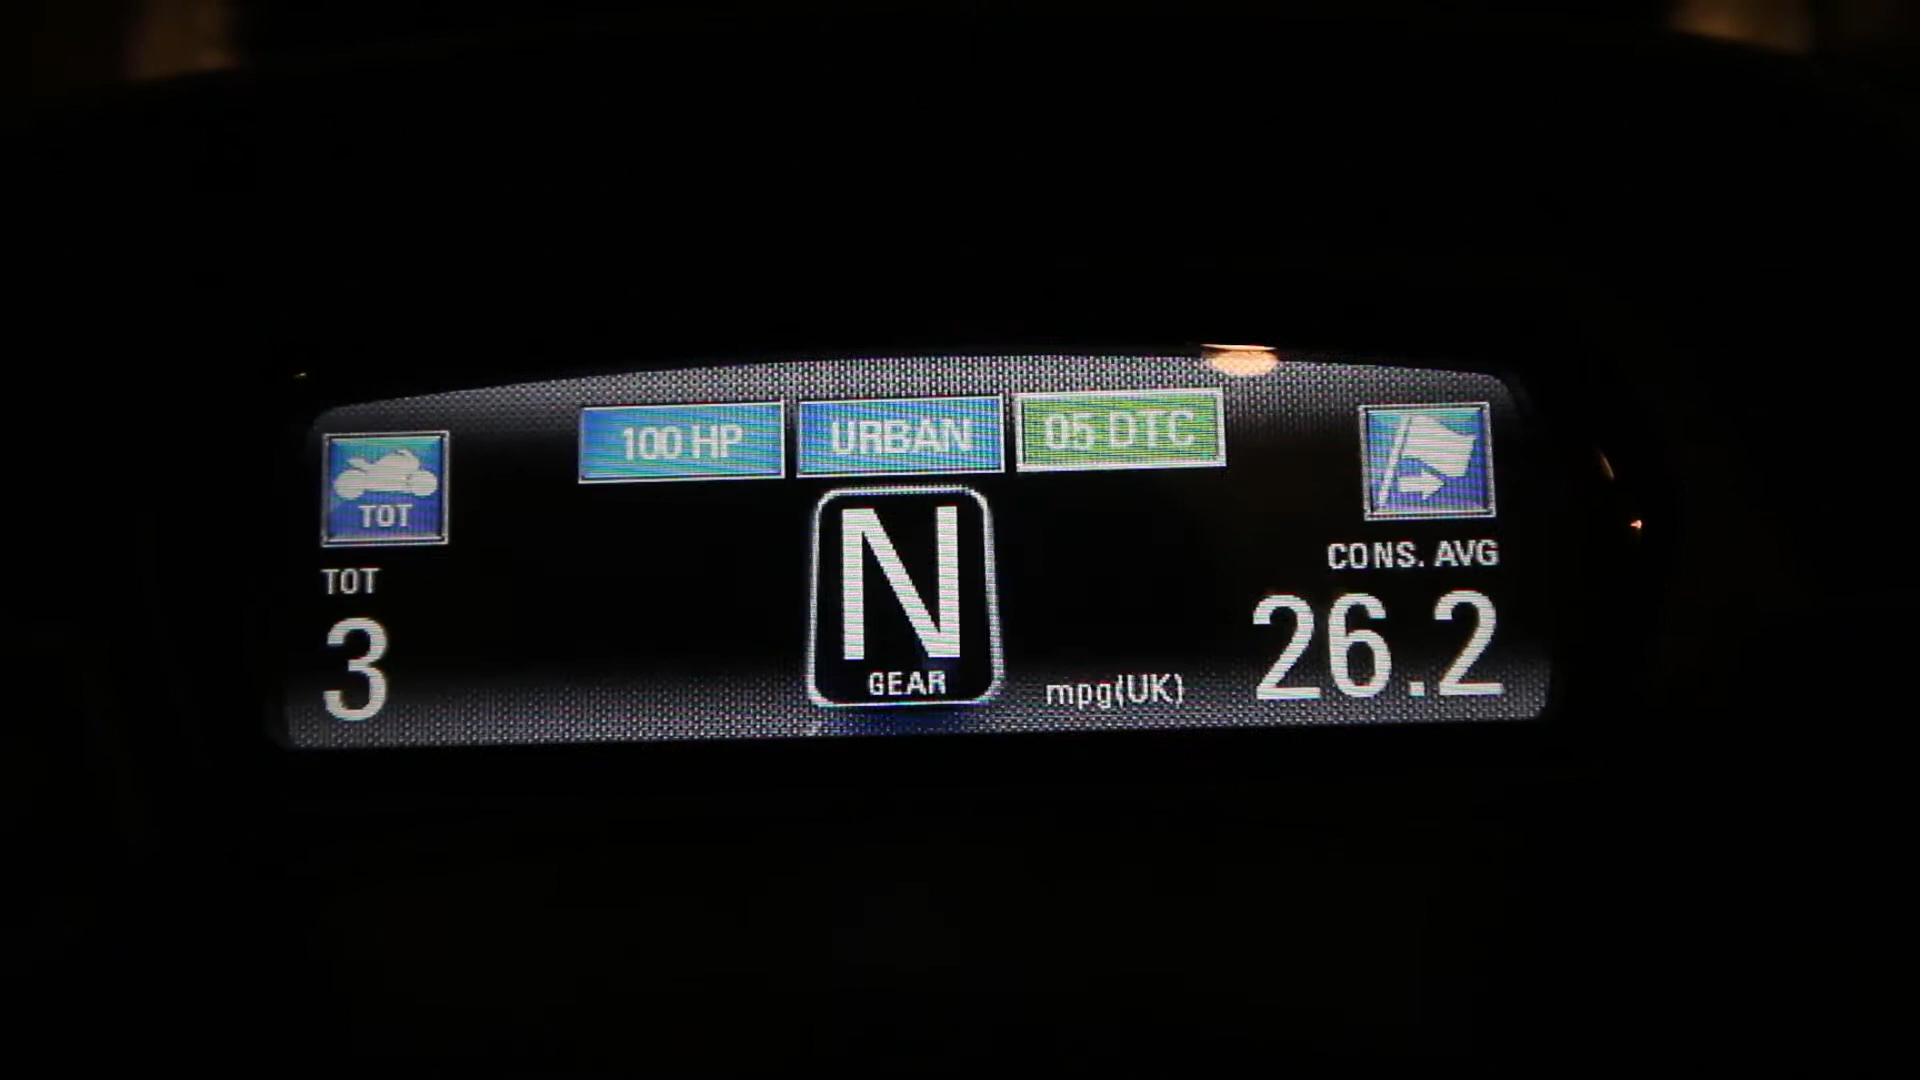 100 HP URBAN 05 DTC
TOT
TOT
3
N
GEAR
CONS. AVG
mpg(UK) 26.2